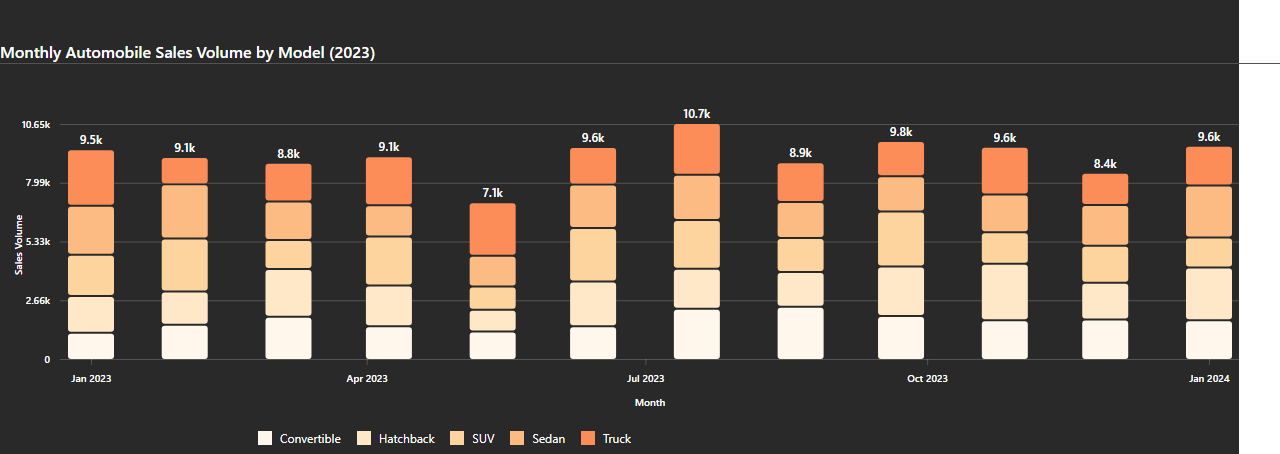 Monthly Automobile Sales Volume by Model (2023)
10.7k
10.65k
9.5k
9.1k
8.8k
9.1k
7.1k
9.6k
8.9k
9.8k
9.6k
8.4k
9.6k
7.99k
5.33k
2.66k
0
Sales Volume
Jan 2023
Apr 2023
Jul 2023
Oct 2023
Jan 2024
Month
Convertible
Hatchback
SUV
Sedan
Truck